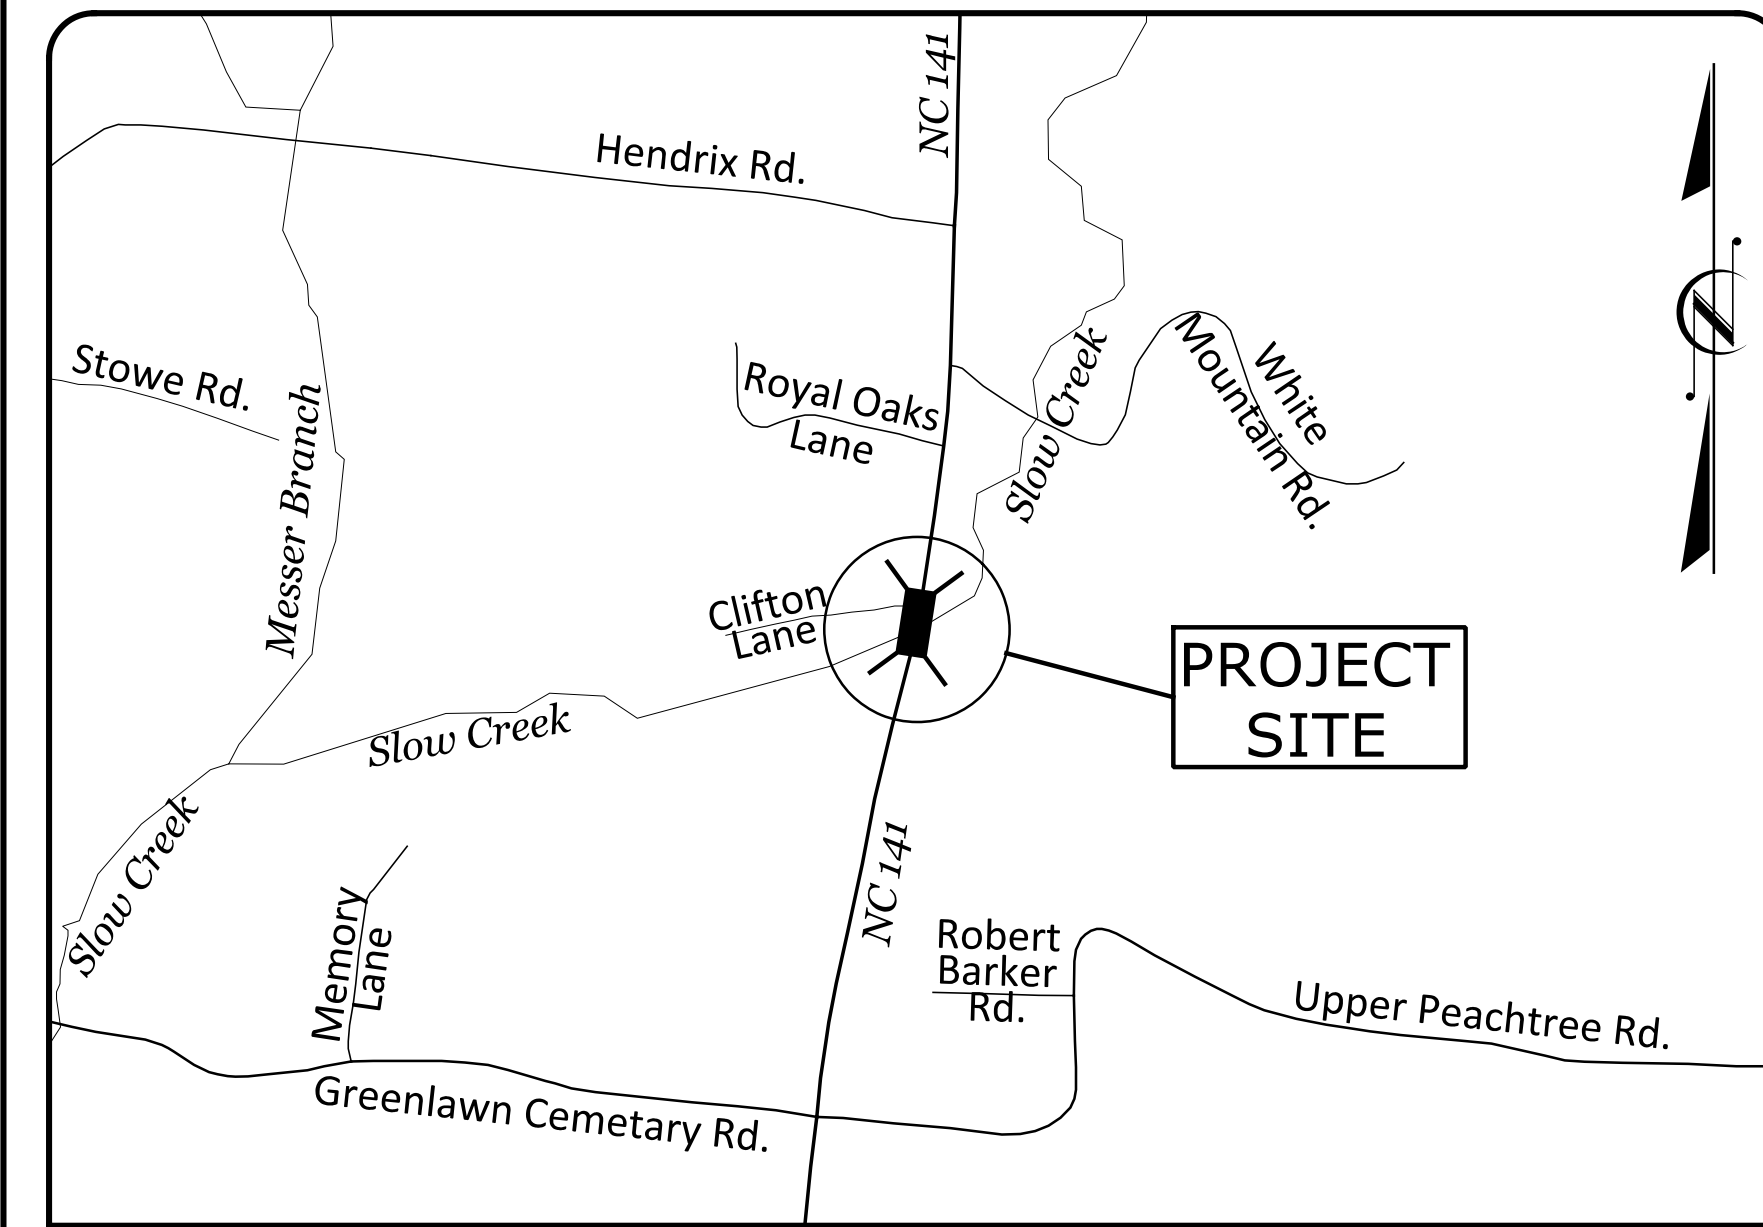 NC 141
Hendrix Rd.
Stowe Rd.
Messer Branch
Royal Oaks
Lane
Slow Creek
White
Mountain Rd.
N
Clifton
Lane
PROJECT
SITE
Slow Creek
Slow Creek
Memory
Lane
NC 141
Robert
Barker
Rd.
Upper Peachtree Rd.
Greenlawn Cemetary Rd.